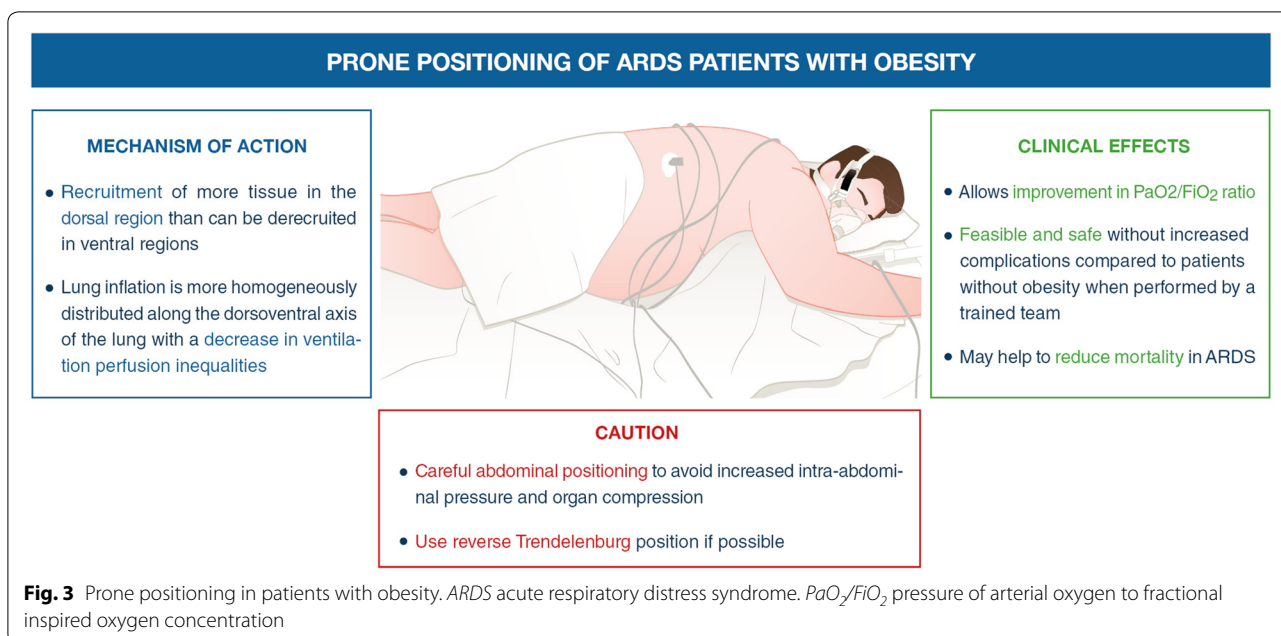 PRONE POSITIONING OF ARDS PATIENTS WITH OBESITY
MECHANISM OF ACTION
• Recruitment of more tissue in the
dorsal region than can be derecruited
in ventral regions
• Lung inflation is more homogeneously
distributed along the dorsoventral axis
of the lung with a decrease in ventila-
tion perfusion inequalities
CLINICAL EFFECTS
• Allows improvement in PaO2/FiO2 ratio
• Feasible and safe without increased
complications compared to patients
without obesity when performed by a
trained team
• May help to reduce mortality in ARDS
CAUTION
• Careful abdominal positioning to avoid increased intra-abdomi-
nal pressure and organ compression
• Use reverse Trendelenburg position if possible
Fig. 3 Prone positioning in patients with obesity. ARDS acute respiratory distress syndrome. PaO2/FiO2 pressure of arterial oxygen to fractional
inspired oxygen concentration